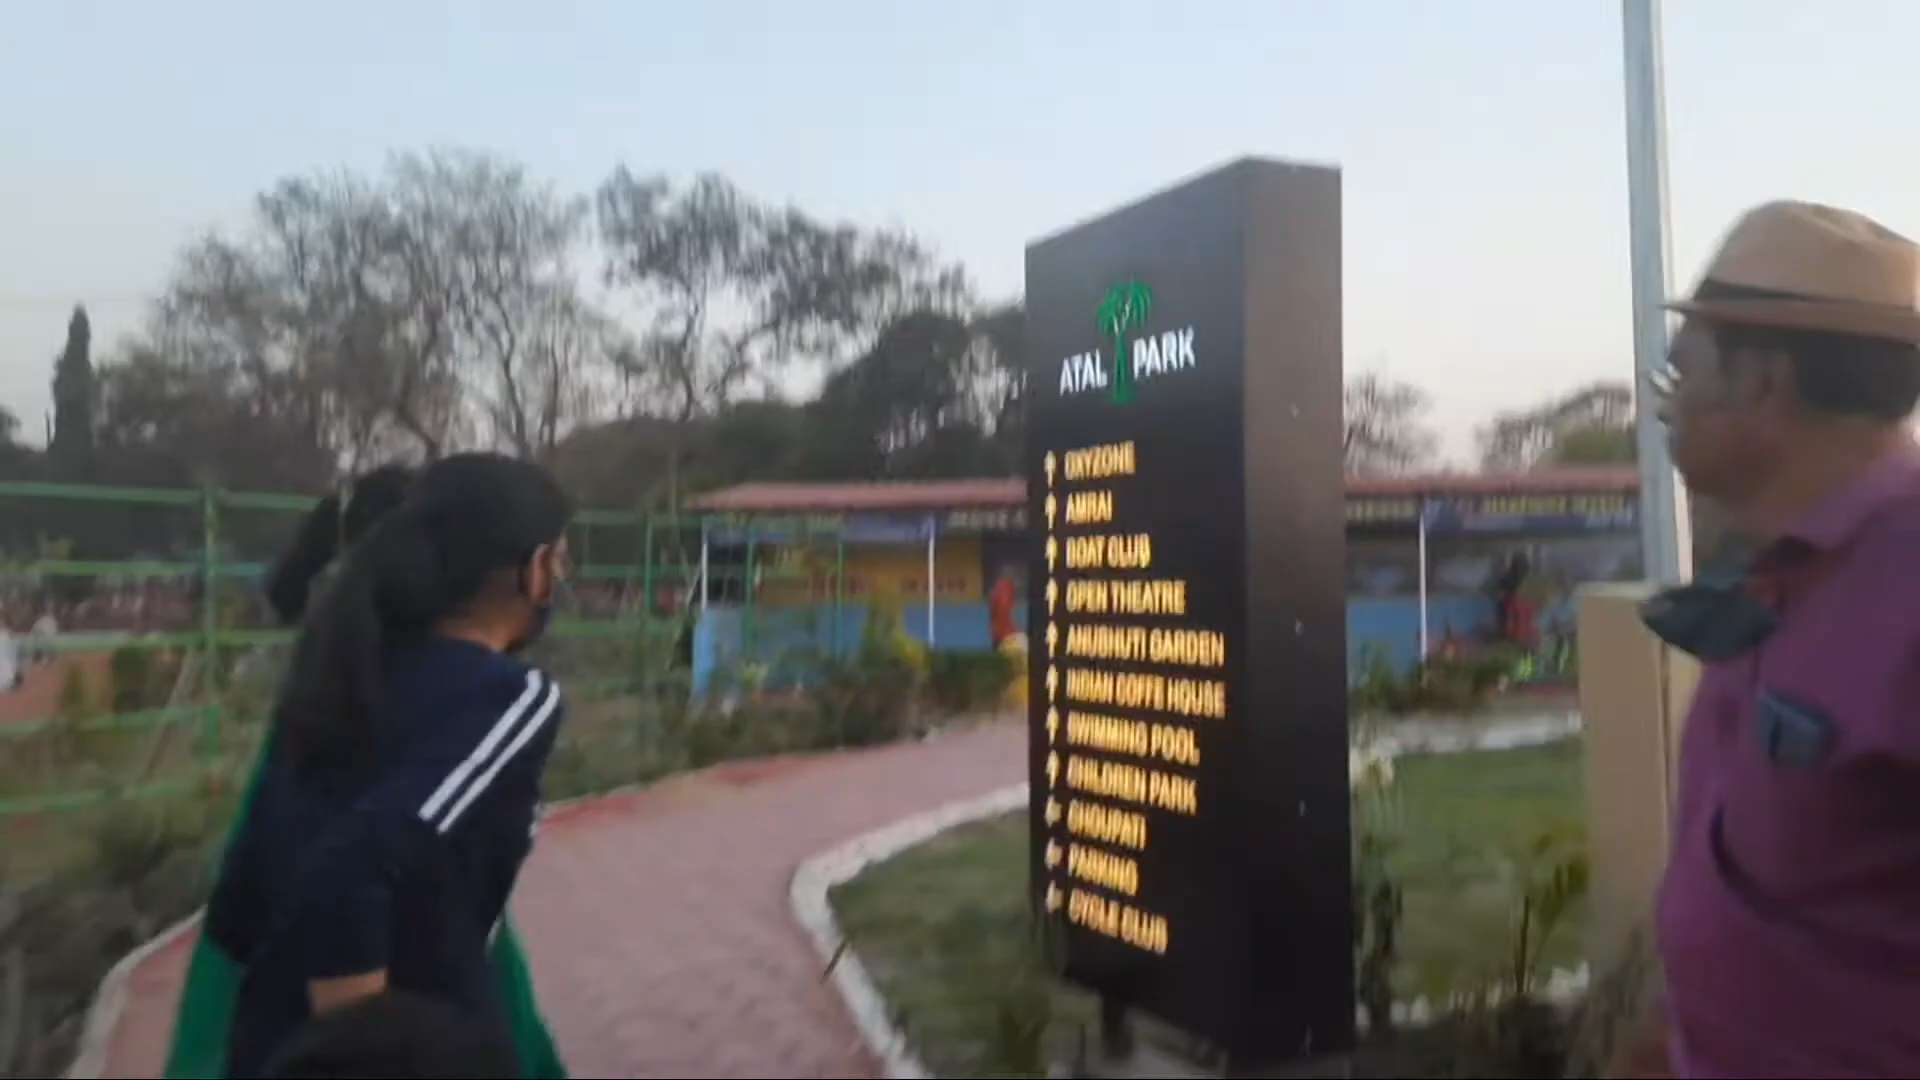 ATAL PARK
↑ OXYZONE
↑ AMRAI
↑ BOAT CLUB
↑ OPEN THEATRE
↑ ANUBHUTI GARDEN
↑ INDIAN COFFE HOUSE
↑ SWIMMING POOL
↑ CHILDREN PARK
CHOUPATI
PARKING
CYCLE CLUB